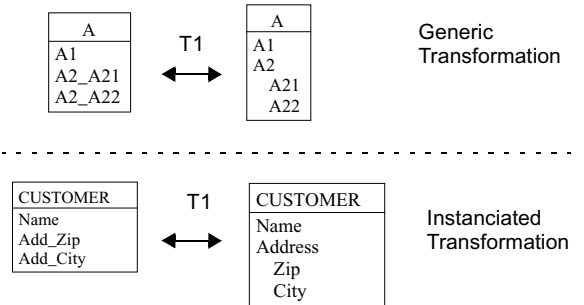 A
A1
A2_A21
A2_A22
T1
A
A1
A2
A21
A22
Generic
Transformation
CUSTOMER
Name
Add_Zip
Add_City
T1
CUSTOMER
Name
Address
Zip
City
Instanciated
Transformation